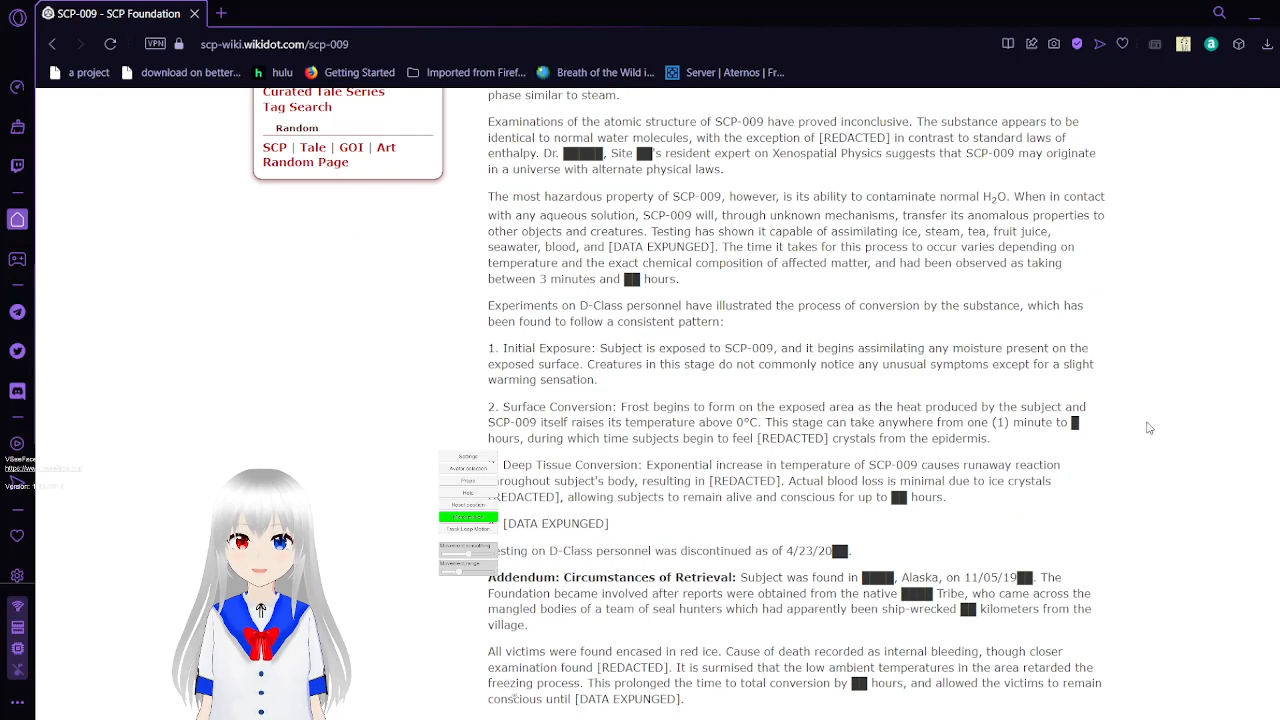 SCP-009 - SCP Foundation
VPN
scp-wiki.wikidot.com/scp-009
a project
download on better...
hulu
Getting Started
Imported from Firef...
Breath of the Wild i...
Server | Aternos | Fr...
Curated Tale Series
Tag Search
Random
SCP | Tale | GOI | Art
Random Page
phase similar to steam.
Examinations of the atomic structure of SCP-009 have proved inconclusive. The substance appears to be
identical to normal water molecules, with the exception of [REDACTED] in contrast to standard laws of
enthalpy. Dr. █████, Site ██'s resident expert on Xenospatial Physics suggests that SCP-009 may originate
in a universe with alternate physical laws.
The most hazardous property of SCP-009, however, is its ability to contaminate normal H2O. When in contact
with any aqueous solution, SCP-009 will, through unknown mechanisms, transfer its anomalous properties to
other objects and creatures. Testing has shown it capable of assimilating ice, steam, tea, fruit juice,
seawater, blood, and [DATA EXPUNGED]. The time it takes for this process to occur varies depending on
temperature and the exact chemical composition of affected matter, and had been observed as taking
between 3 minutes and ██ hours.
Experiments on D-Class personnel have illustrated the process of conversion by the substance, which has
been found to follow a consistent pattern:
1. Initial Exposure: Subject is exposed to SCP-009, and it begins assimilating any moisture present on the
exposed surface. Creatures in this stage do not commonly notice any unusual symptoms except for a slight
warming sensation.
2. Surface Conversion: Frost begins to form on the exposed area as the heat produced by the subject and
SCP-009 itself raises its temperature above 0°C. This stage can take anywhere from one (1) minute to █
hours, during which time subjects begin to feel [REDACTED] crystals from the epidermis.
Deep Tissue Conversion: Exponential increase in temperature of SCP-009 causes runaway reaction
roughout subject's body, resulting in [REDACTED]. Actual blood loss is minimal due to ice crystals
REDACTED], allowing subjects to remain alive and conscious for up to ██ hours.
[DATA EXPUNGED]
esting on D-Class personnel was discontinued as of 4/23/20██.
Addendum: Circumstances of Retrieval: Subject was found in ████, Alaska, on 11/05/19██. The
Foundation became involved after reports were obtained from the native ████ Tribe, who came across the
mangled bodies of a team of seal hunters which had apparently been ship-wrecked ██ kilometers from the
village.
All victims were found encased in red ice. Cause of death recorded as internal bleeding, though closer
examination found [REDACTED]. It is surmised that the low ambient temperatures in the area retarded the
freezing process. This prolonged the time to total conversion by ██ hours, and allowed the victims to remain
conscious until [DATA EXPUNGED].
VSeeFace
Version: 1
Settings
Avatar selection
Props
Help
Reset position
Track Loop Motion
Movement smoothing
Movement range